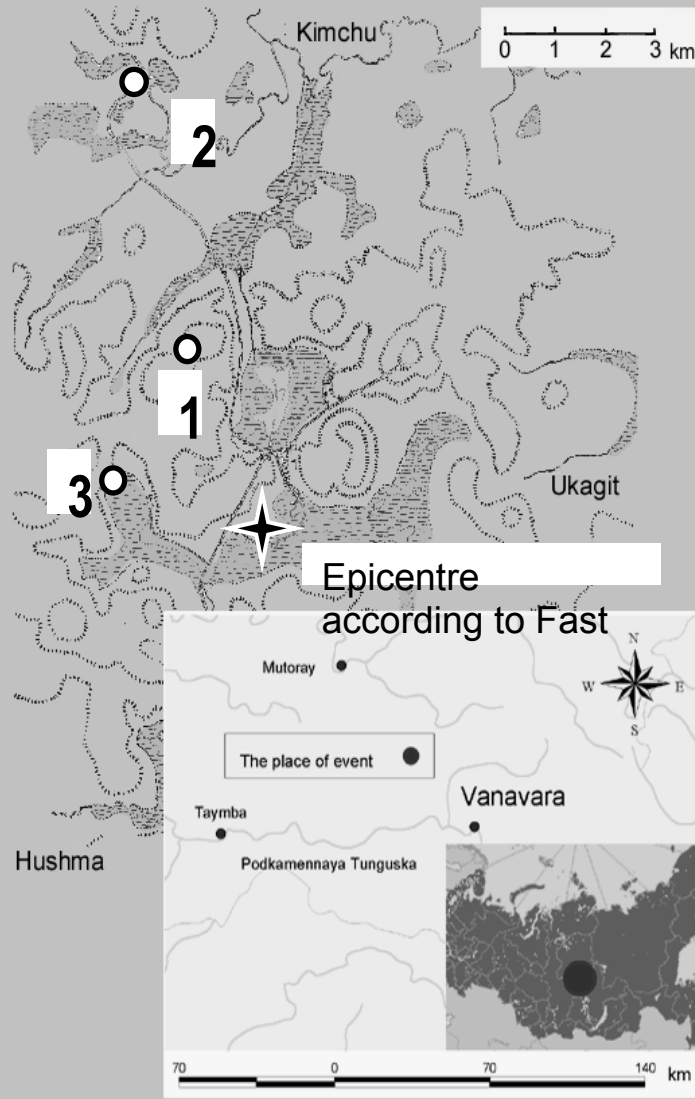 Kimchu
0 1 2 3 km
2
1
3
Ukagit
Epicentre
according to Fast
N
W E
S
Mutoray
The place of event
Vanavara
Taymba
Podkamennaya Tunguska
Hushma
70 0 70 140 km